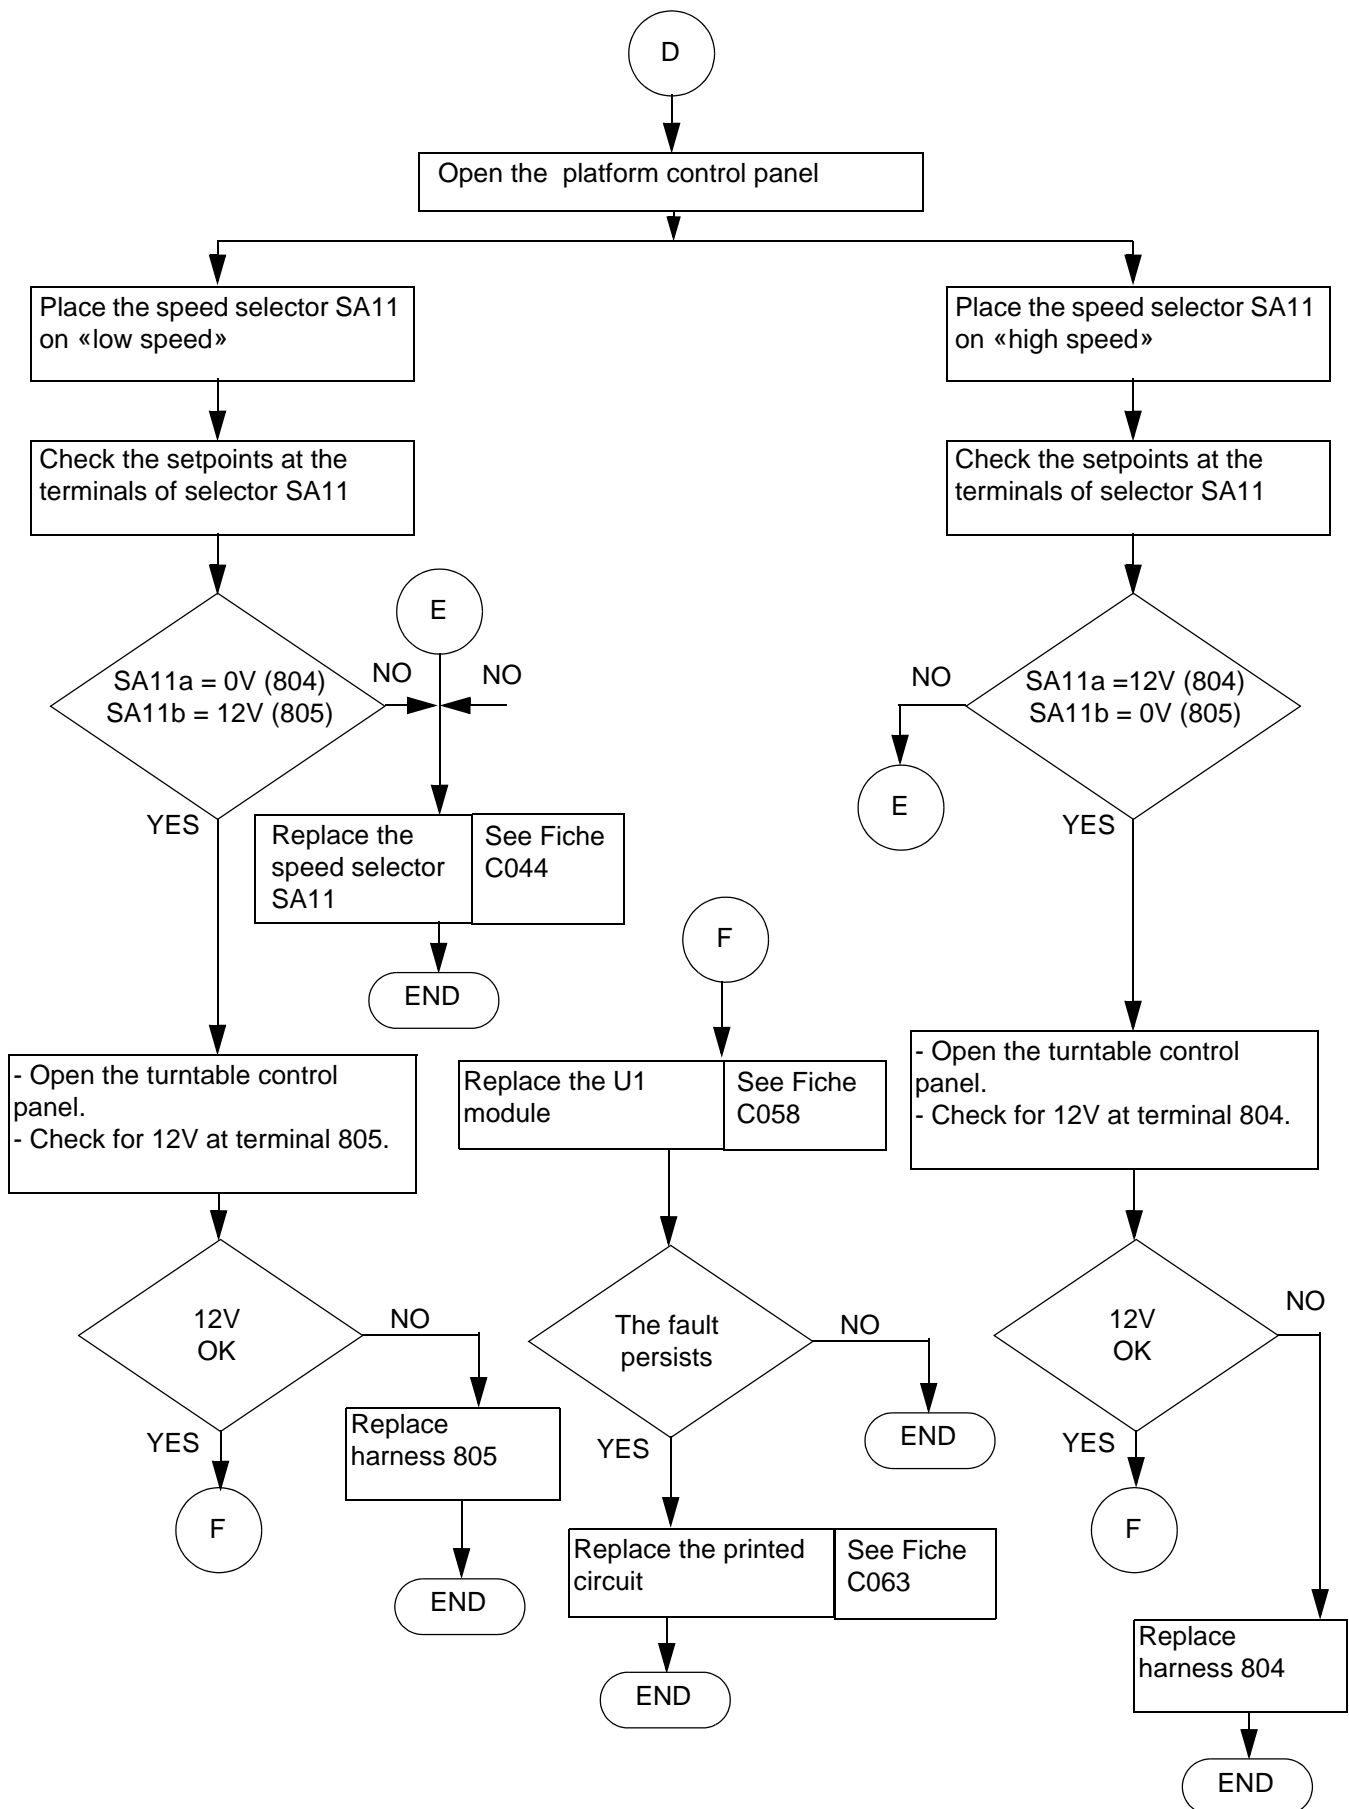 D
Open the  platform control panel
Place the speed selector SA11
on «low speed»
Place the speed selector SA11
on «high speed»
Check the setpoints at the
terminals of selector SA11
Check the setpoints at the
terminals of selector SA11
E
SA11a = 0V (804)
SA11b = 12V (805)
NO
NO
NO
SA11a =12V (804)
SA11b = 0V (805)
E
YES
YES
Replace the
speed selector
SA11
See Fiche
C044
END
F
- Open the turntable control
panel.
- Check for 12V at terminal 805.
Replace the U1
module
See Fiche
C058
- Open the turntable control
panel.
- Check for 12V at terminal 804.
12V
OK
NO
YES
F
Replace
harness 805
END
The fault
persists
NO
END
YES
Replace the printed
circuit
See Fiche
C063
END
12V
OK
NO
YES
F
Replace
harness 804
END